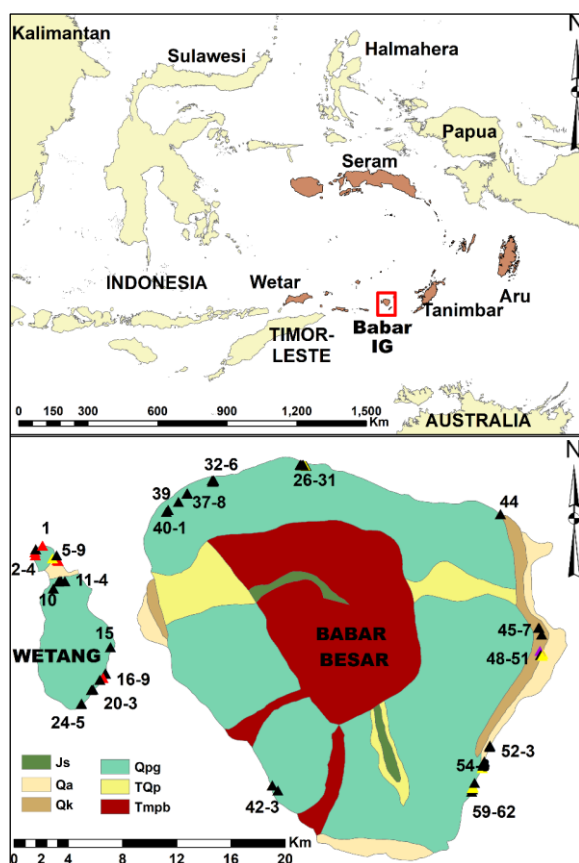 N
Kalimantan
Sulawesi
Halmahera
Papua
Seram
INDONESIA
Wetar
Aru
Tanimbar
Babar
IG
TIMOR-
LESTE
0 150 300 600 900 1,200 1,500
Km
AUSTRALIA
N
32-6
26-31
39
37-8
40-1
44
1
2-4
5-9
11-4
10
45-7
BABAR
BESAR
15
WETANG
48-51
16-9
20-3
24-5
52-3
59-62
42-3
Js
Qpg
Qa
TQp
Qk
Tmpb
0 2 4 8 12 16 20
Km